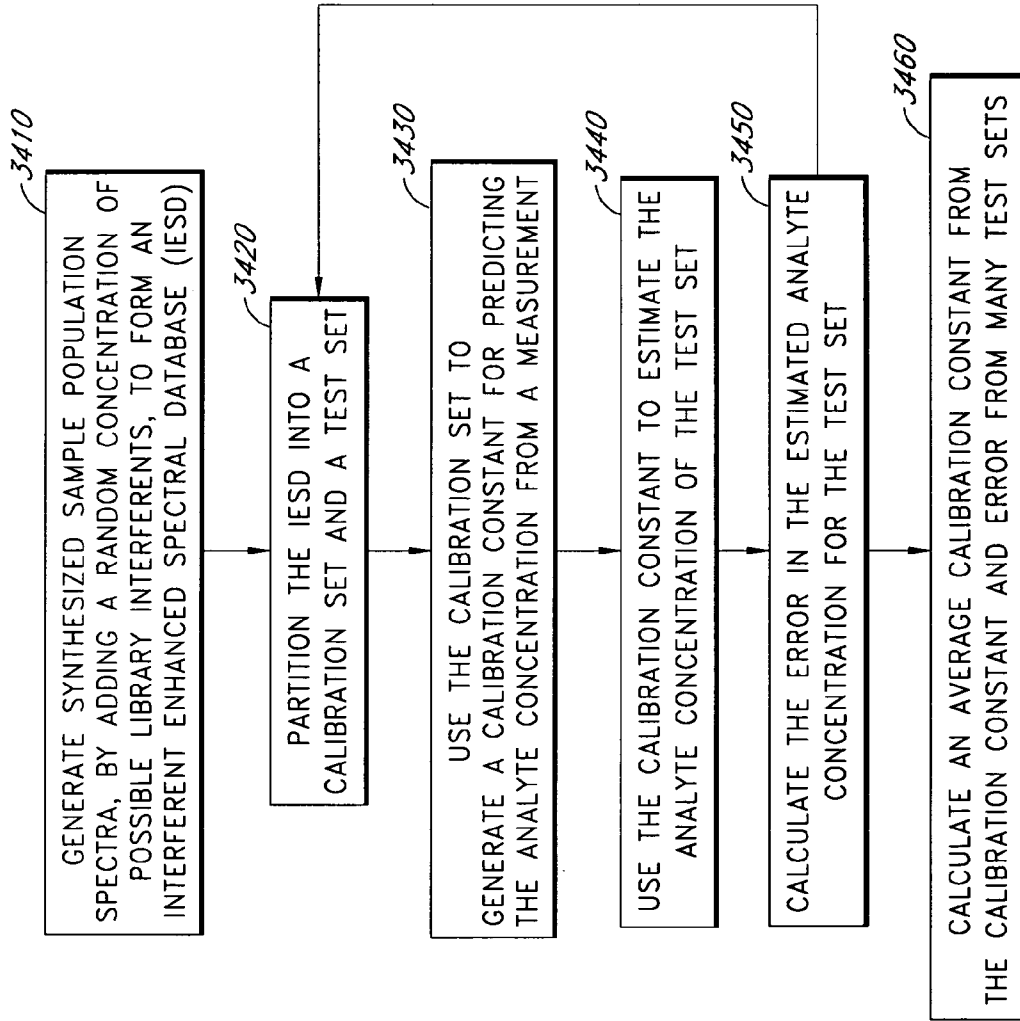 3410
GENERATE SYNTHESIZED SAMPLE POPULATION
SPECTRA, BY ADDING A RANDOM CONCENTRATION OF
POSSIBLE LIBRARY INTERFERENTS, TO FORM AN
INTERFERENT ENHANCED SPECTRAL DATABASE (IESD)
3420
PARTITION THE IESD INTO A
CALIBRATION SET AND A TEST SET
3430
USE THE CALIBRATION SET TO
GENERATE A CALIBRATION CONSTANT FOR PREDICTING
THE ANALYTE CONCENTRATION FROM A MEASUREMENT
3440
USE THE CALIBRATION CONSTANT TO ESTIMATE THE
ANALYTE CONCENTRATION OF THE TEST SET
3450
CALCULATE THE ERROR IN THE ESTIMATED ANALYTE
CONCENTRATION FOR THE TEST SET
3460
CALCULATE AN AVERAGE CALIBRATION CONSTANT FROM
THE CALIBRATION CONSTANT AND ERROR FROM MANY TEST SETS